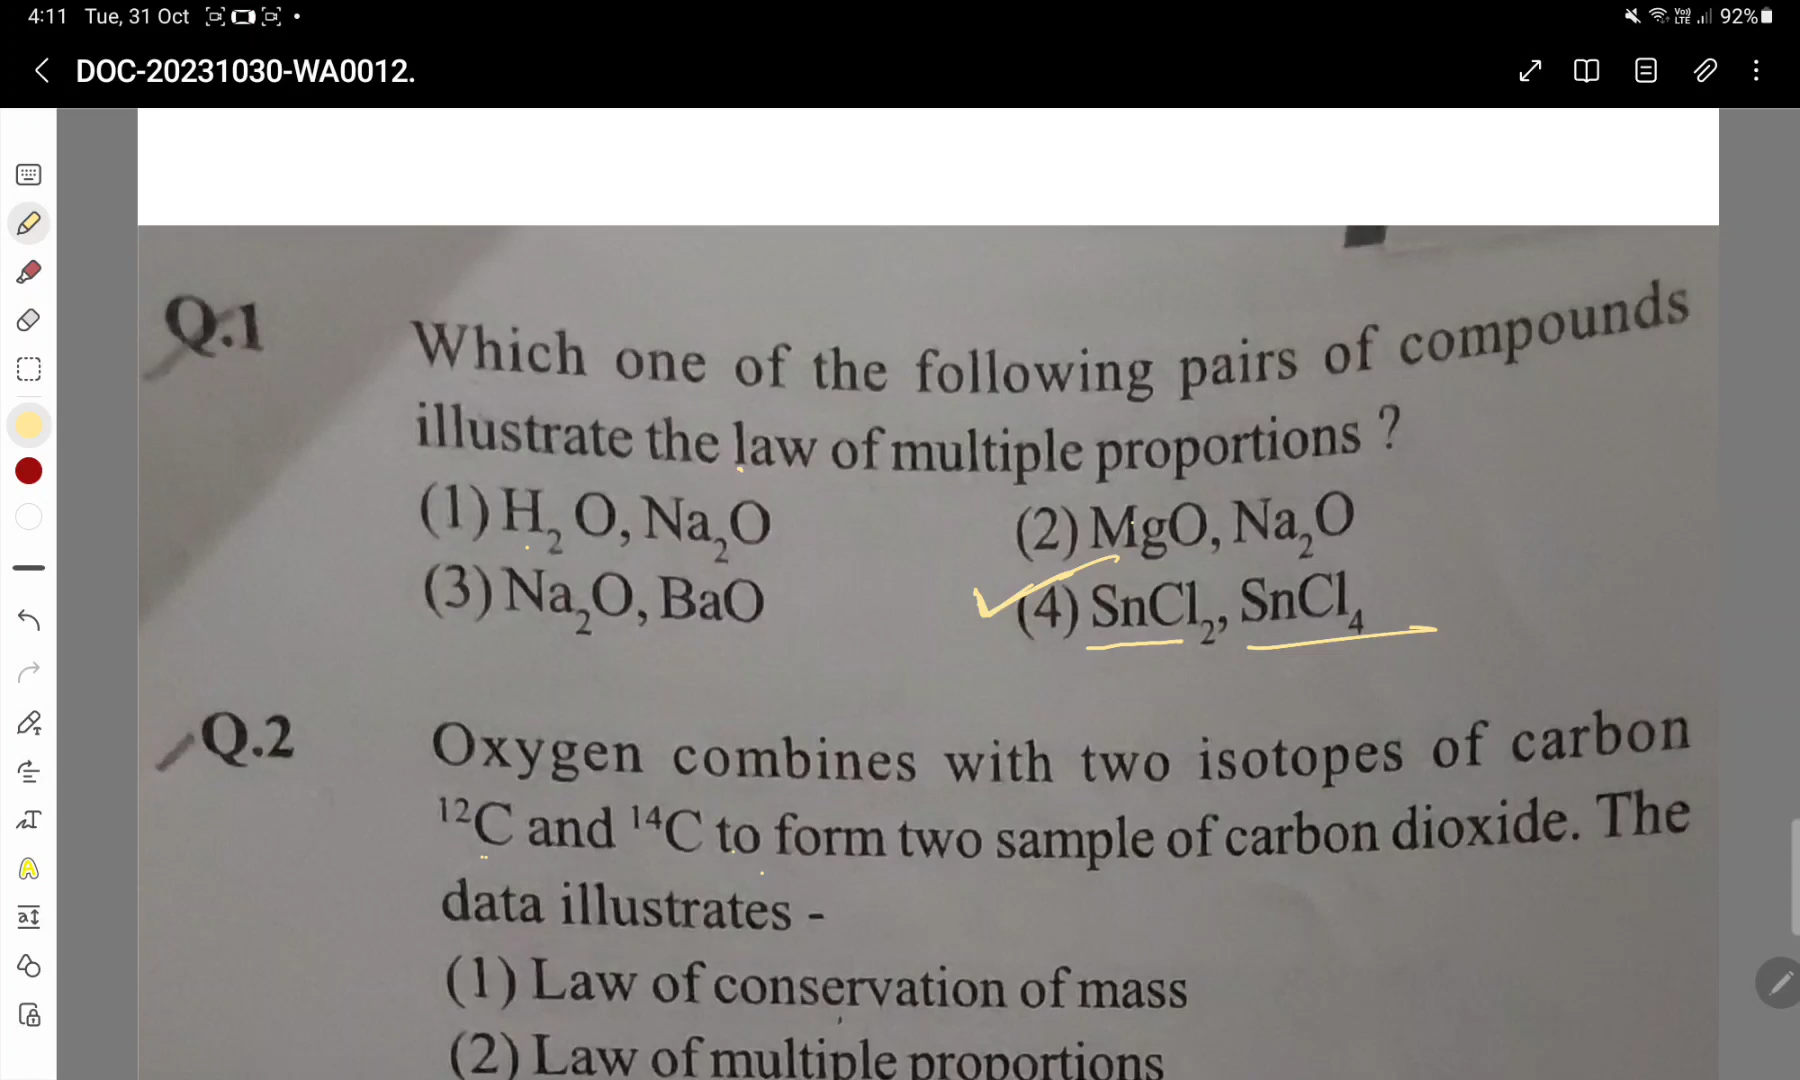 4:11 Tue, 31 Oct
92%
DOC-20231030-WA0012.
Q.1 Which one of the following pairs of compounds
illustrate the law of multiple proportions ?
(1) H₂O, Na₂O (2) MgO, Na₂O
(3) Na₂O, BaO (4) SnCl₂, SnCl₄
Q.2 Oxygen combines with two isotopes of carbon
¹²C and ¹⁴C to form two sample of carbon dioxide. The
data illustrates -
(1) Law of conservation of mass
(2) Law of multiple proportions